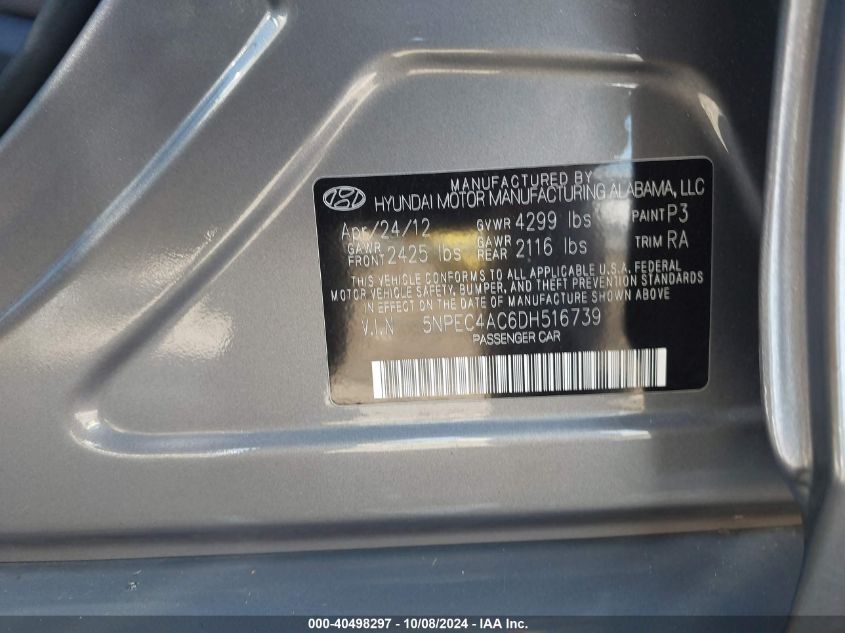 MANUFACTURED BY
HYUNDAI MOTOR MANUFACTURING ALABAMA, LLC
Apr/24/12 GVWR 4299 lbs PAINT P3
GAWR FRONT 2425 lbs GAWR REAR 2116 lbs TRIM RA
THIS VEHICLE CONFORMS TO ALL APPLICABLE U.S.A. FEDERAL
MOTOR VEHICLE SAFETY, BUMPER, AND THEFT PREVENTION STANDARDS
IN EFFECT ON THE DATE OF MANUFACTURE SHOWN ABOVE
V.I.N 5NPEC4AC6DH516739
PASSENGER CAR
000-40498297 - 10/08/2024 - IAA Inc.